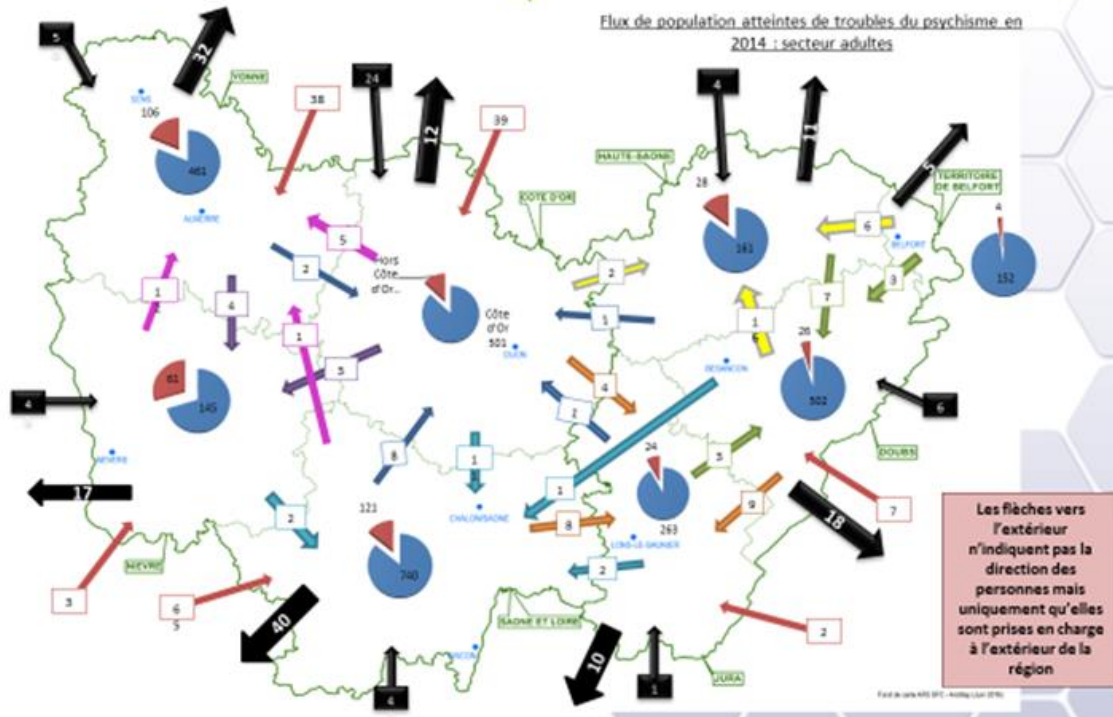 Flux de population atteintes de troubles du psychisme en
2014 : secteur adultes
5
32
YONNE
SENS
106
461
AUXERRE
38
24
12
39
COTE D'OR
HAUTE-SAONE
4
11
5
TERRITOIRE
DE BELFORT
4
152
28
161
6
BELFORT
3
7
5
2
Hors
Côte
d'Or...
Côte
d'Or
501
DIJON
2
1
1
4
1
3
61
145
4
NEVERS
17
BESANCON
1
26
502
6
DOUBS
4
2
8
1
CHALON/SAONE
1
8
24
263
LONS-LE-SAUNIER
2
9
7
18
2
NIEVRE
3
6
5
121
740
40
MACON
4
SAONE ET LOIRE
10
1
JURA
2
Les flèches vers
l'extérieur
n'indiquent pas la
direction des
personnes mais
uniquement qu'elles
sont prises en charge
à l'extérieur de la
région